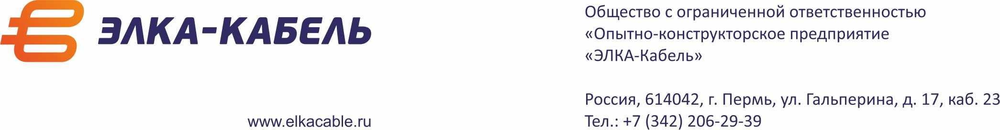 ЭЛКА-КАБЕЛЬ
www.elkacable.ru
Общество с ограниченной ответственностью
«Опытно-конструкторское предприятие
«ЭЛКА-Кабель»
Россия, 614042, г. Пермь, ул. Гальперина, д. 17, каб. 23
Тел.: +7 (342) 206-29-39